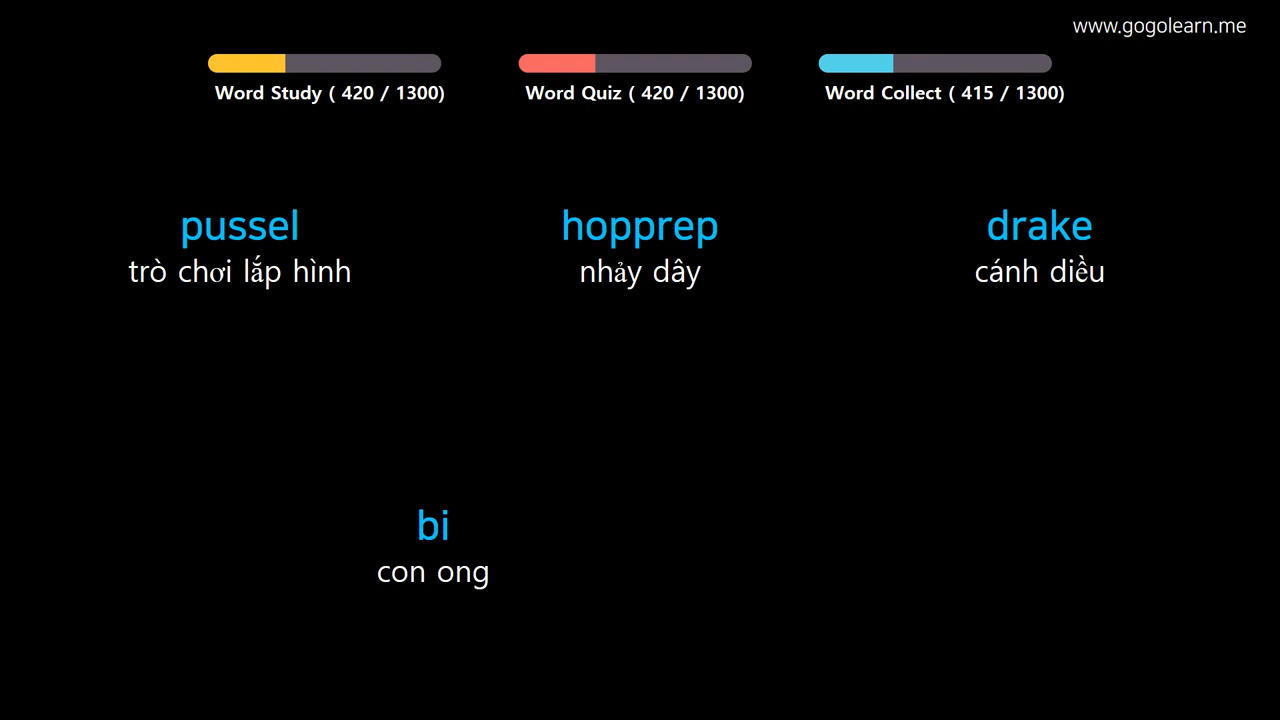 www.gogolearn.me
Word Study ( 420 / 1300)
Word Quiz ( 420 / 1300)
Word Collect ( 415 / 1300)
pussel
trò chơi lắp hình
hopprep
nhảy dây
drake
cánh diều
bi
con ong